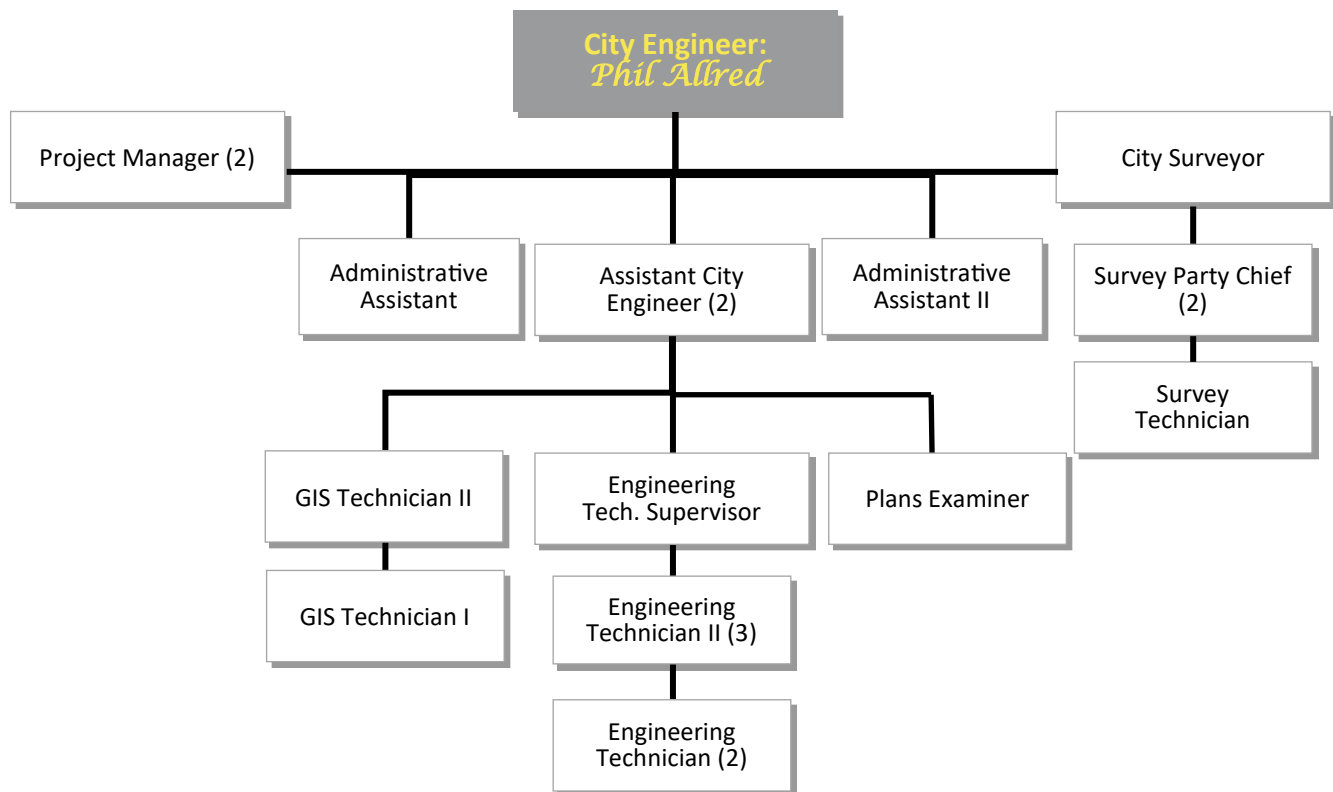 City Engineer:
Phil Allred
Project Manager (2)
City Surveyor
Administrative
Assistant
Assistant City
Engineer (2)
Administrative
Assistant II
Survey Party Chief
(2)
Survey
Technician
GIS Technician II
Engineering
Tech. Supervisor
Plans Examiner
GIS Technician I
Engineering
Technician II (3)
Engineering
Technician (2)